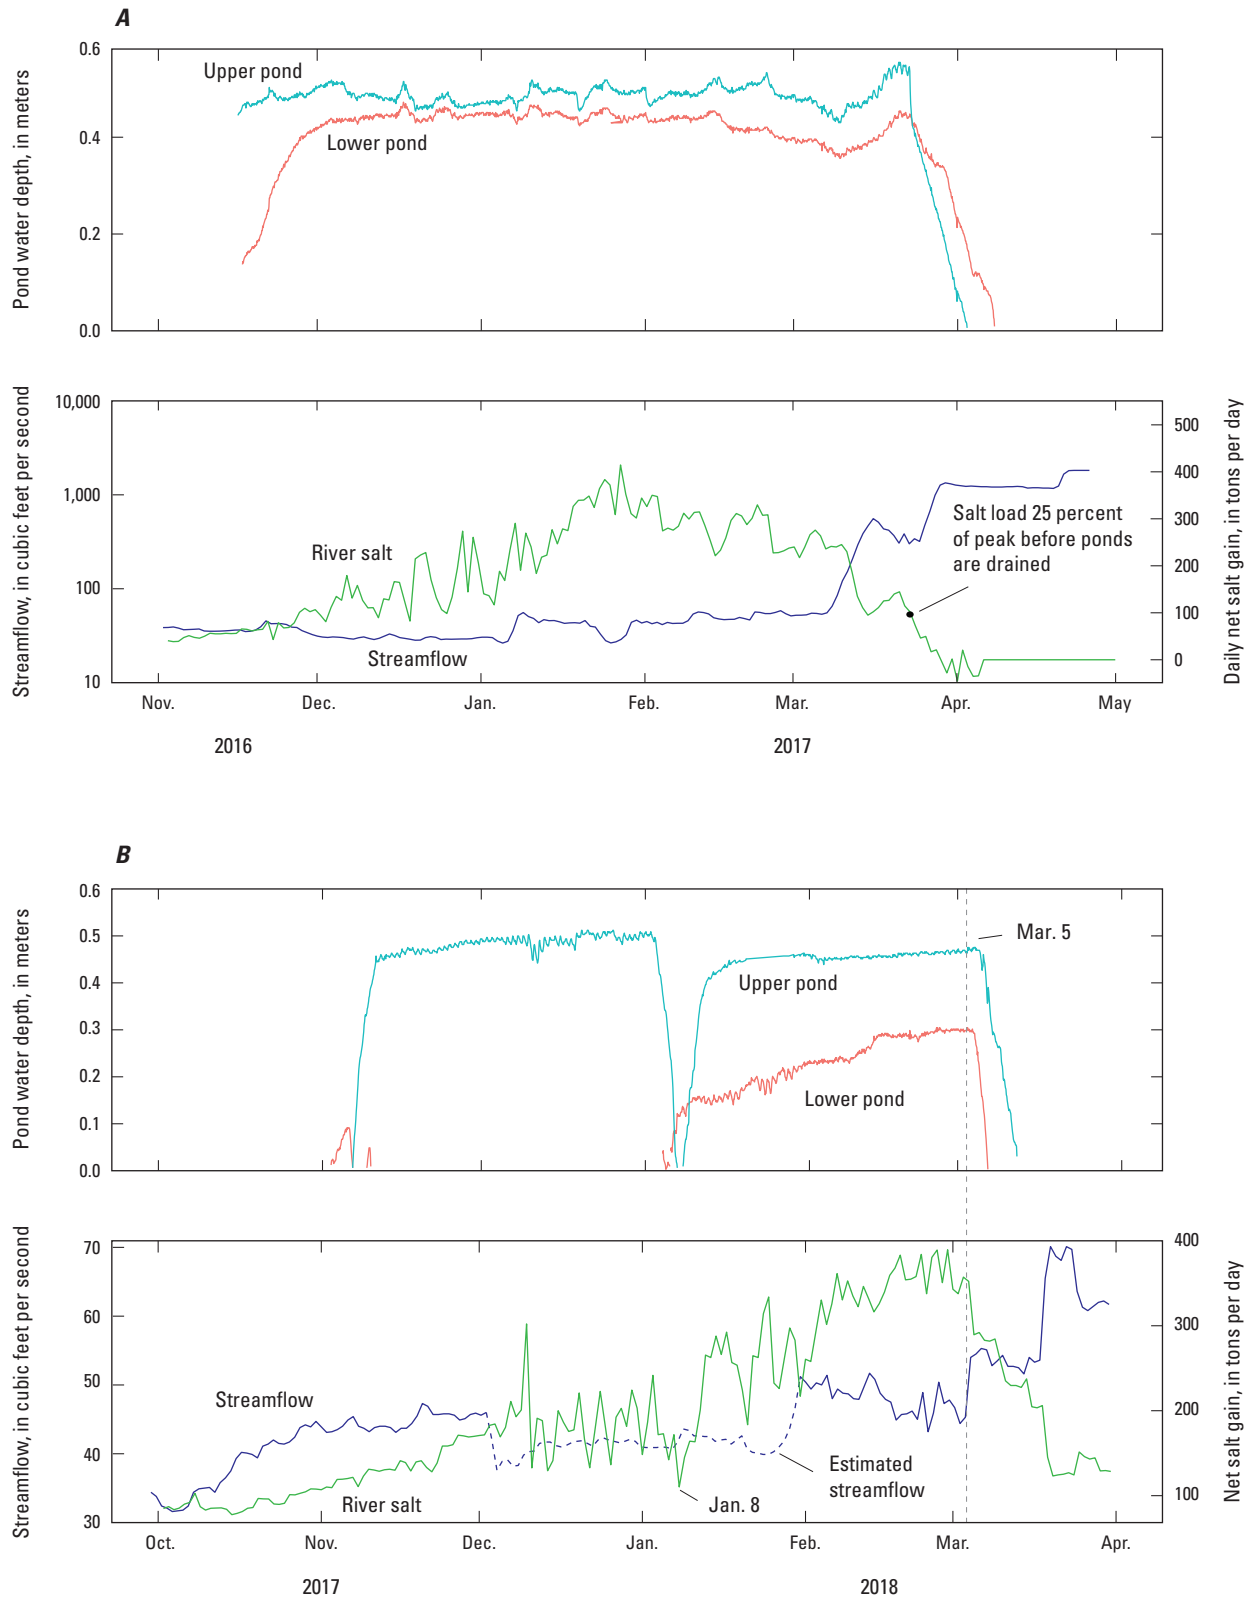 A
Pond water depth, in meters
0.6
0.4
0.2
0.0
Upper pond
Lower pond
Streamflow, in cubic feet per second
10,000
1,000
100
10
Daily net salt gain, in tons per day
500
400
300
200
100
0
River salt
Streamflow
Salt load 25 percent
of peak before ponds
are drained
Nov.
Dec.
Jan.
Feb.
Mar.
Apr.
May
2016
2017
B
Pond water depth, in meters
0.6
0.5
0.4
0.3
0.2
0.1
0.0
Mar. 5
Upper pond
Lower pond
Streamflow, in cubic feet per second
70
60
50
40
30
Net salt gain, in tons per day
400
300
200
100
Streamflow
River salt
Jan. 8
Estimated
streamflow
Oct.
Nov.
Dec.
Jan.
Feb.
Mar.
Apr.
2017
2018